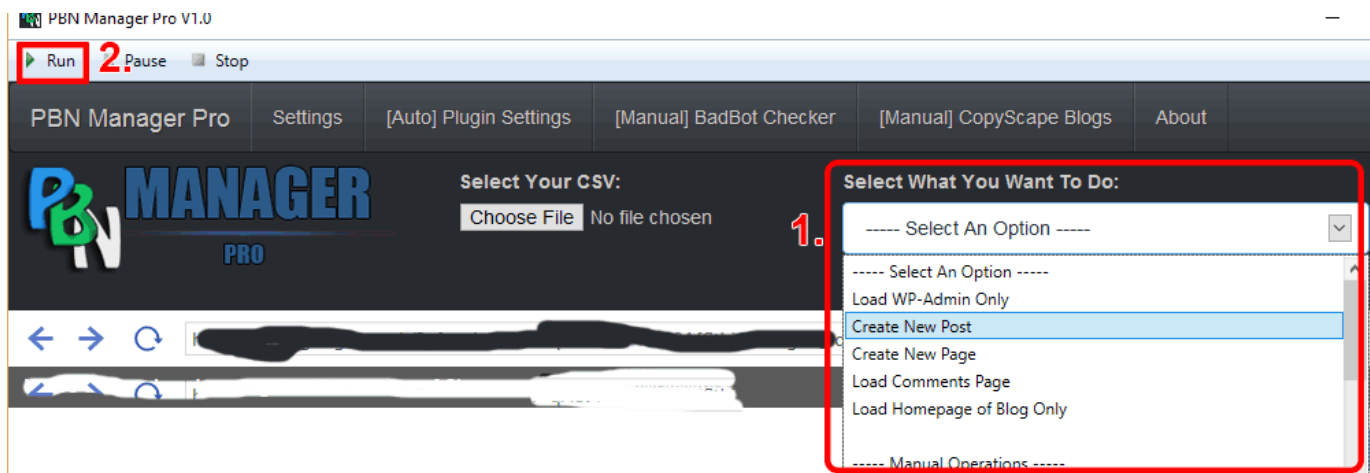 PBN Manager Pro V1.0
Run 2. Pause Stop
PBN Manager Pro Settings [Auto] Plugin Settings [Manual] BadBot Checker [Manual] CopyScape Blogs About
PBN MANAGER
PRO
Select Your CSV:
Choose File No file chosen
1.
Select What You Want To Do:
----- Select An Option -----
----- Select An Option -----
Load WP-Admin Only
Create New Post
Create New Page
Load Comments Page
Load Homepage of Blog Only
----- Manual Operations -----